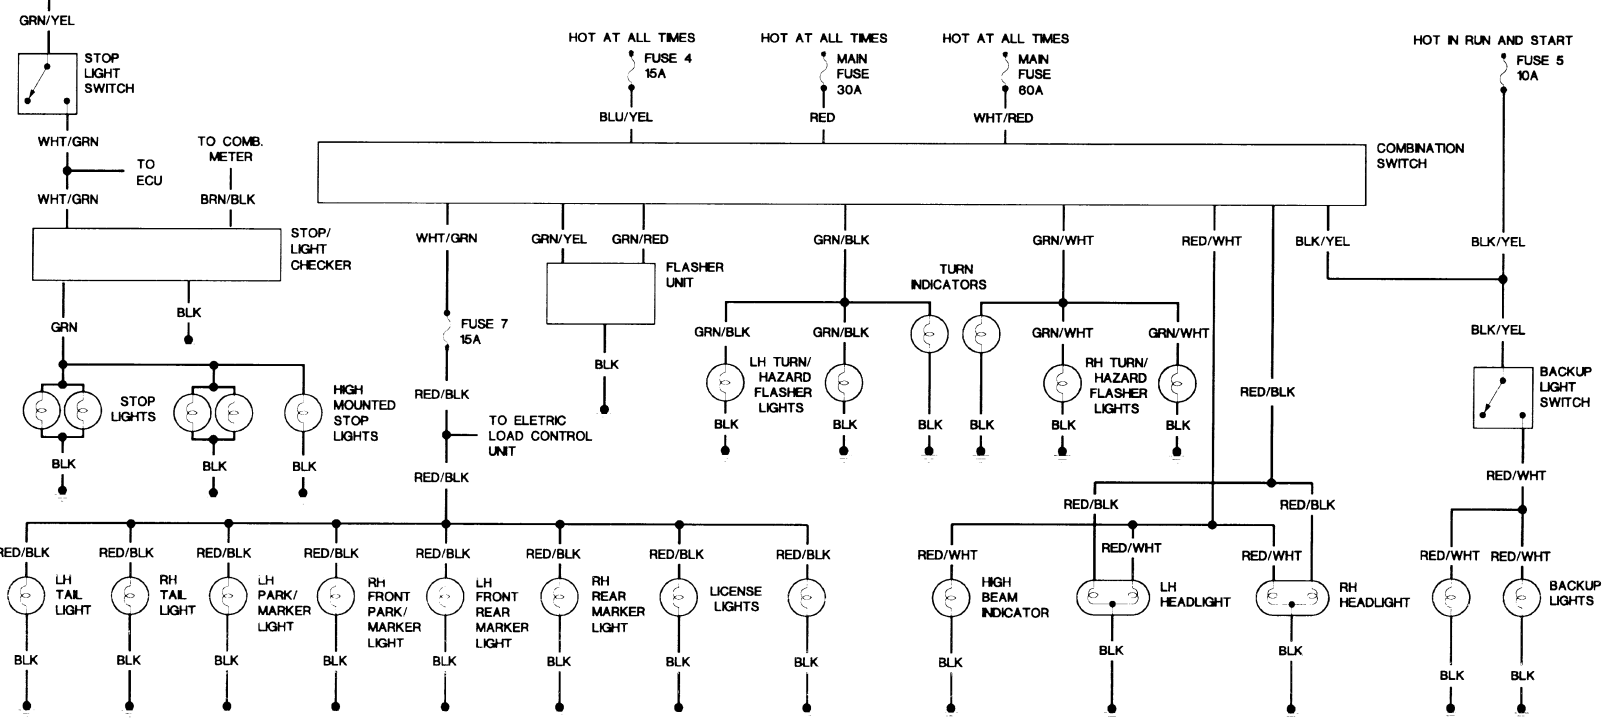 GRN/YEL
STOP
LIGHT
SWITCH
WHT/GRN
TO
ECU
WHT/GRN
TO COMB.
METER
BRN/BLK
STOP/
LIGHT
CHECKER
GRN
BLK
STOP
LIGHTS
HIGH
MOUNTED
STOP
LIGHTS
BLK
BLK
BLK
HOT AT ALL TIMES
FUSE 4
15A
BLU/YEL
HOT AT ALL TIMES
MAIN
FUSE
30A
RED
HOT AT ALL TIMES
MAIN
FUSE
60A
WHT/RED
HOT IN RUN AND START
FUSE 5
10A
COMBINATION
SWITCH
WHT/GRN
GRN/YEL
GRN/RED
GRN/BLK
GRN/WHT
RED/WHT
BLK/YEL
BLK/YEL
FLASHER
UNIT
BLK
FUSE 7
15A
RED/BLK
TO ELETRIC
LOAD CONTROL
UNIT
RED/BLK
TURN
INDICATORS
GRN/BLK
GRN/BLK
GRN/WHT
GRN/WHT
LH TURN/
HAZARD
FLASHER
LIGHTS
RH TURN/
HAZARD
FLASHER
LIGHTS
BLK
BLK
BLK
BLK
BLK
BLK
RED/BLK
BLK/YEL
BACKUP
LIGHT
SWITCH
RED/WHT
RED/BLK
RED/BLK
RED/BLK
RED/BLK
RED/BLK
RED/BLK
RED/BLK
RED/BLK
RED/BLK
RED/BLK
RED/WHT
RED/WHT
RED/WHT
RED/WHT
RED/WHT
LH
TAIL
LIGHT
RH
TAIL
LIGHT
LH
PARK/
MARKER
LIGHT
RH
FRONT
PARK/
MARKER
LIGHT
LH
FRONT
REAR
MARKER
LIGHT
RH
REAR
MARKER
LIGHT
LICENSE
LIGHTS
HIGH
BEAM
INDICATOR
LH
HEADLIGHT
RH
HEADLIGHT
BACKUP
LIGHTS
BLK
BLK
BLK
BLK
BLK
BLK
BLK
BLK
BLK
BLK
BLK
BLK
BLK